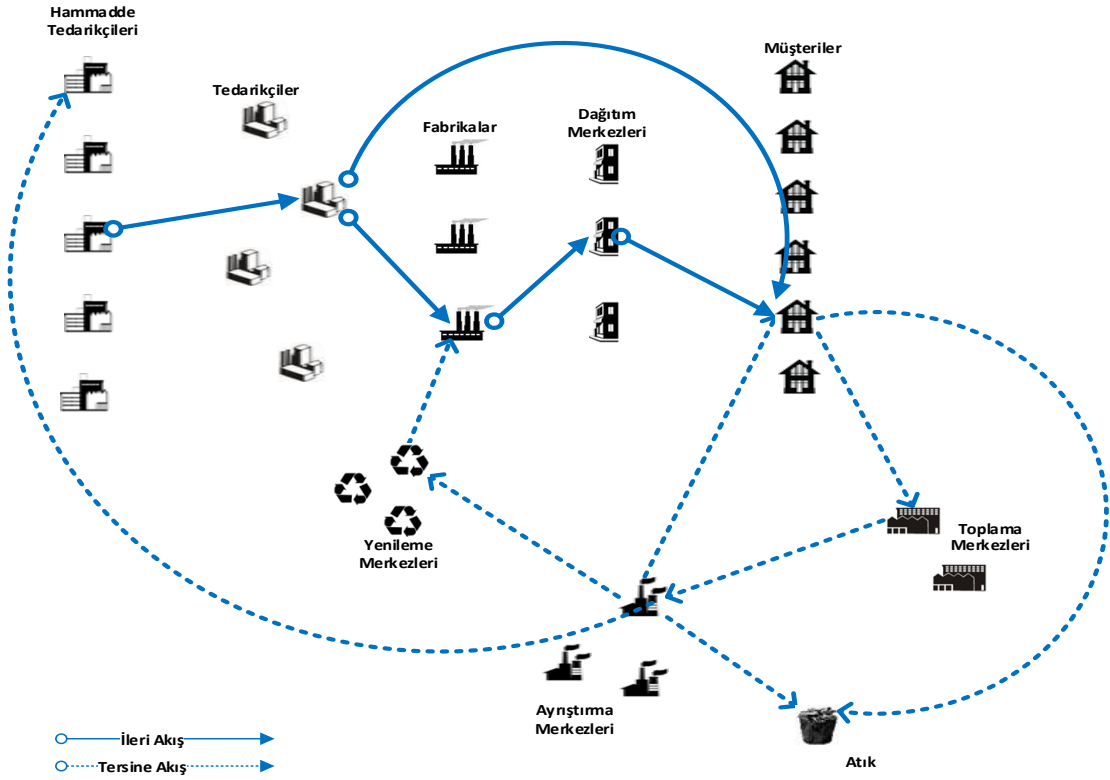 Hammadde
Tedarikçileri
Tedarikçiler
Fabrikalar
Dağıtım
Merkezleri
Müşteriler
Yenileme
Merkezleri
Toplama
Merkezleri
Ayrıştırma
Merkezleri
Atık
İleri Akış
Tersine Akış